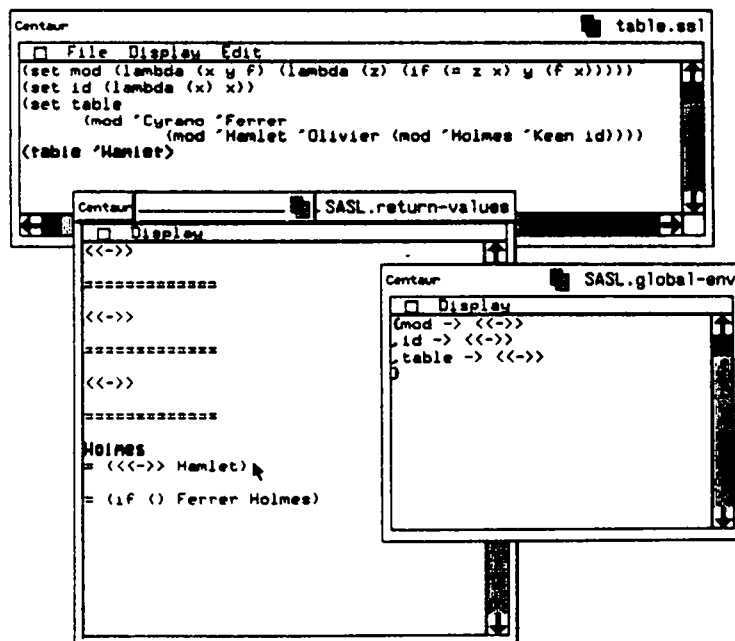 Centaur table.ssl
File Display Edit
(set mod (lambda (x y f) (lambda (z) (if (= z x) y (f x)))))
(set id (lambda (x) x))
(set table
(mod 'Cyrano 'Ferrer
(mod 'Hamlet 'Olivier (mod 'Holmes 'Kean id))))
(table 'Hamlet)
Centaur SASL.return-values
Display
<<->>
============
<<->>
============
<<->>
============
Holmes
= (<<->> Hamlet)
= (if () Ferrer Holmes)
Centaur SASL.global-env
Display
(mod -> <<->>
,id -> <<->>
,table -> <<->>
)